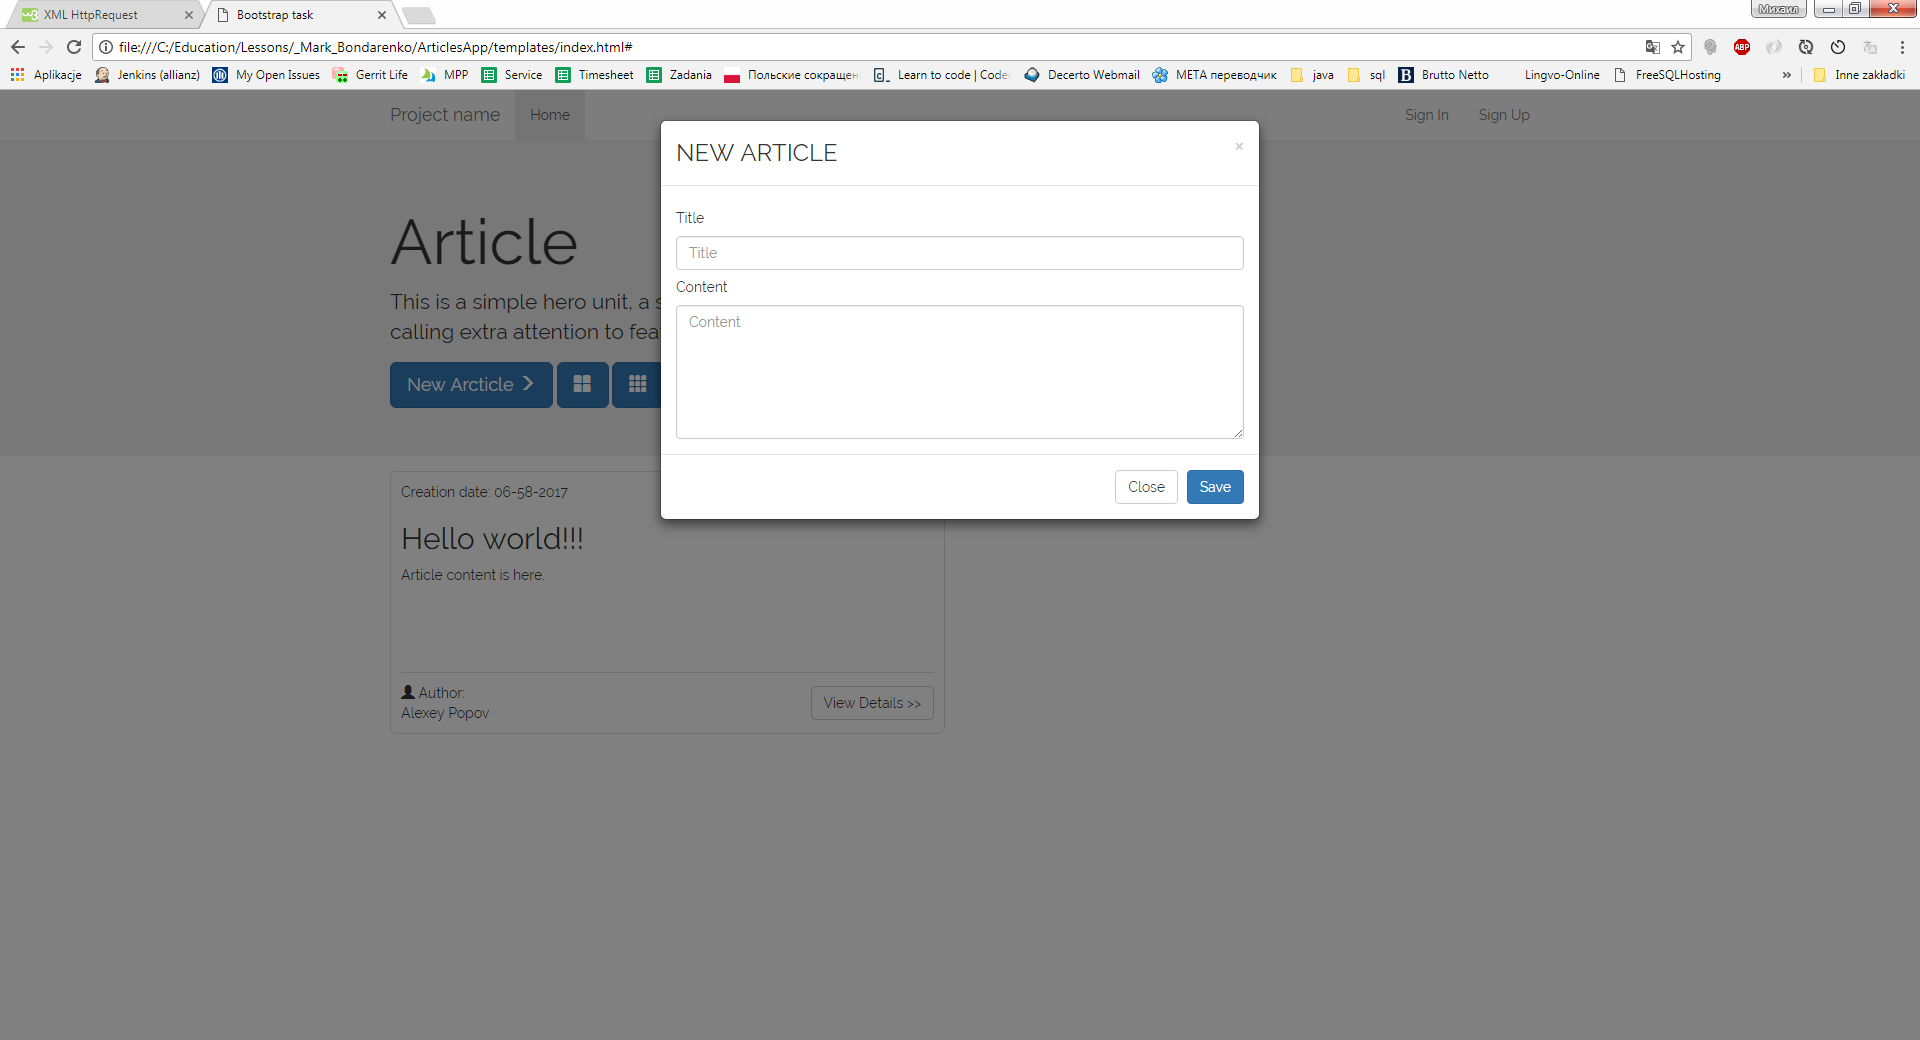 XML HttpRequest
Bootstrap task
Михаил
file:///C:/Education/Lessons/_Mark_Bondarenko/ArticlesApp/templates/index.html#
ABP
Aplikacje Jenkins (allianz) My Open Issues Gerrit Life MPP Service Timesheet Zadania Польские сокращен Learn to code | Codec Decerto Webmail META переводчик java sql Brutto Netto Lingvo-Online FreeSQLHosting » Inne zakładki
Project name Home Sign In Sign Up
NEW ARTICLE ×
Title
Title
Content
Content
Close Save
Article
This is a simple hero unit, a s
calling extra attention to fea
New Arcticle
Creation date: 06-58-2017
Hello world!!!
Article content is here.
Author:
Alexey Popov
View Details >>